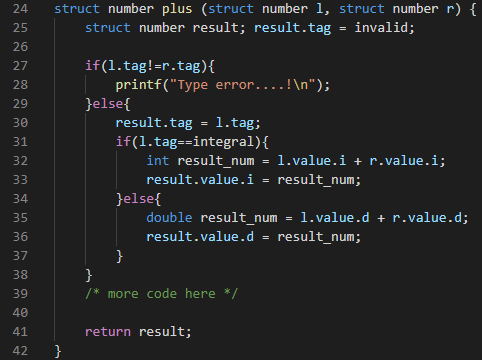 24 struct number plus (struct number l, struct number r) {
25     struct number result; result.tag = invalid;
26
27     if(l.tag!=r.tag){
28         printf("Type error....!\n");
29     }else{
30         result.tag = l.tag;
31         if(l.tag==integral){
32             int result_num = l.value.i + r.value.i;
33             result.value.i = result_num;
34         }else{
35             double result_num = l.value.d + r.value.d;
36             result.value.d = result_num;
37         }
38     }
39     /* more code here */
40
41     return result;
42 }